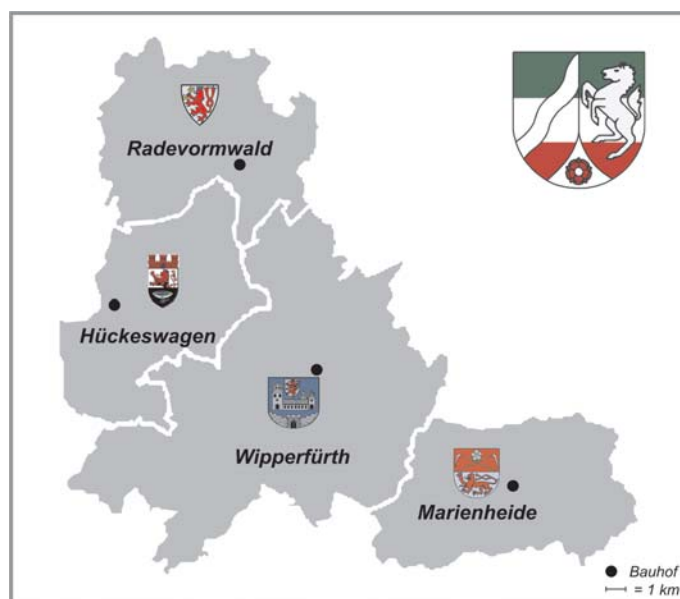 Radevormwald
Hückeswagen
Wipperfürth
Marienheide
Bauhof
= 1 km